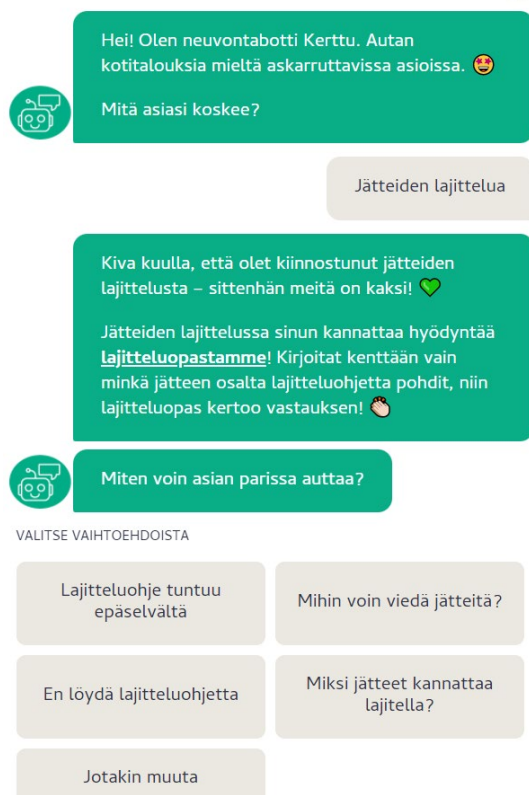 Hei! Olen neuvontabotti Kerttu. Autan
kotitalouksia mieltä askarruttavissa asioissa. 🤩
Mitä asiasi koskee?
Jätteiden lajittelua
Kiva kuulla, että olet kiinnostunut jätteiden
lajittelusta – sittenhän meitä on kaksi! 💚
Jätteiden lajittelussa sinun kannattaa hyödyntää
lajitteluopastamme! Kirjoitat kenttään vain
minkä jätteen osalta lajitteluohjetta pohdit, niin
lajitteluopas kertoo vastauksen! 👏🏻
Miten voin asian parissa auttaa?
VALITSE VAIHTOEHDOISTA
Lajitteluohje tuntuu
epäselvältä
Mihin voin viedä jätteitä?
En löydä lajitteluohjetta
Miksi jätteet kannattaa
lajitella?
Jotakin muuta